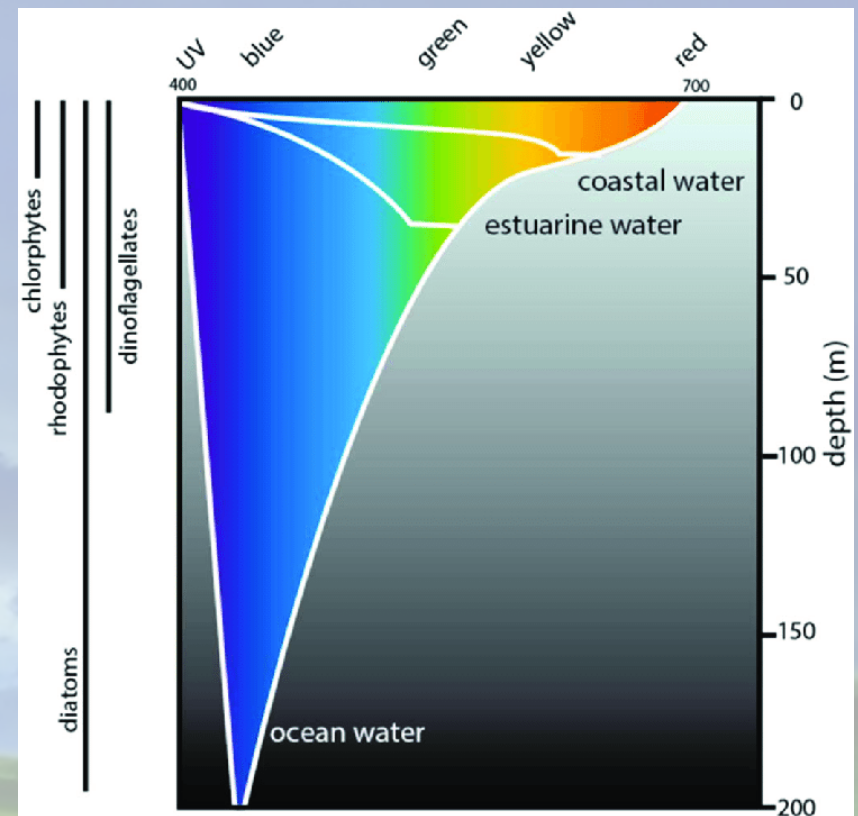 UV
blue
green
yellow
red
400
700
0
coastal water
estuarine water
50
100
150
200
depth (m)
ocean water
chlorphytes
rhodophytes
dinoflagellates
diatoms